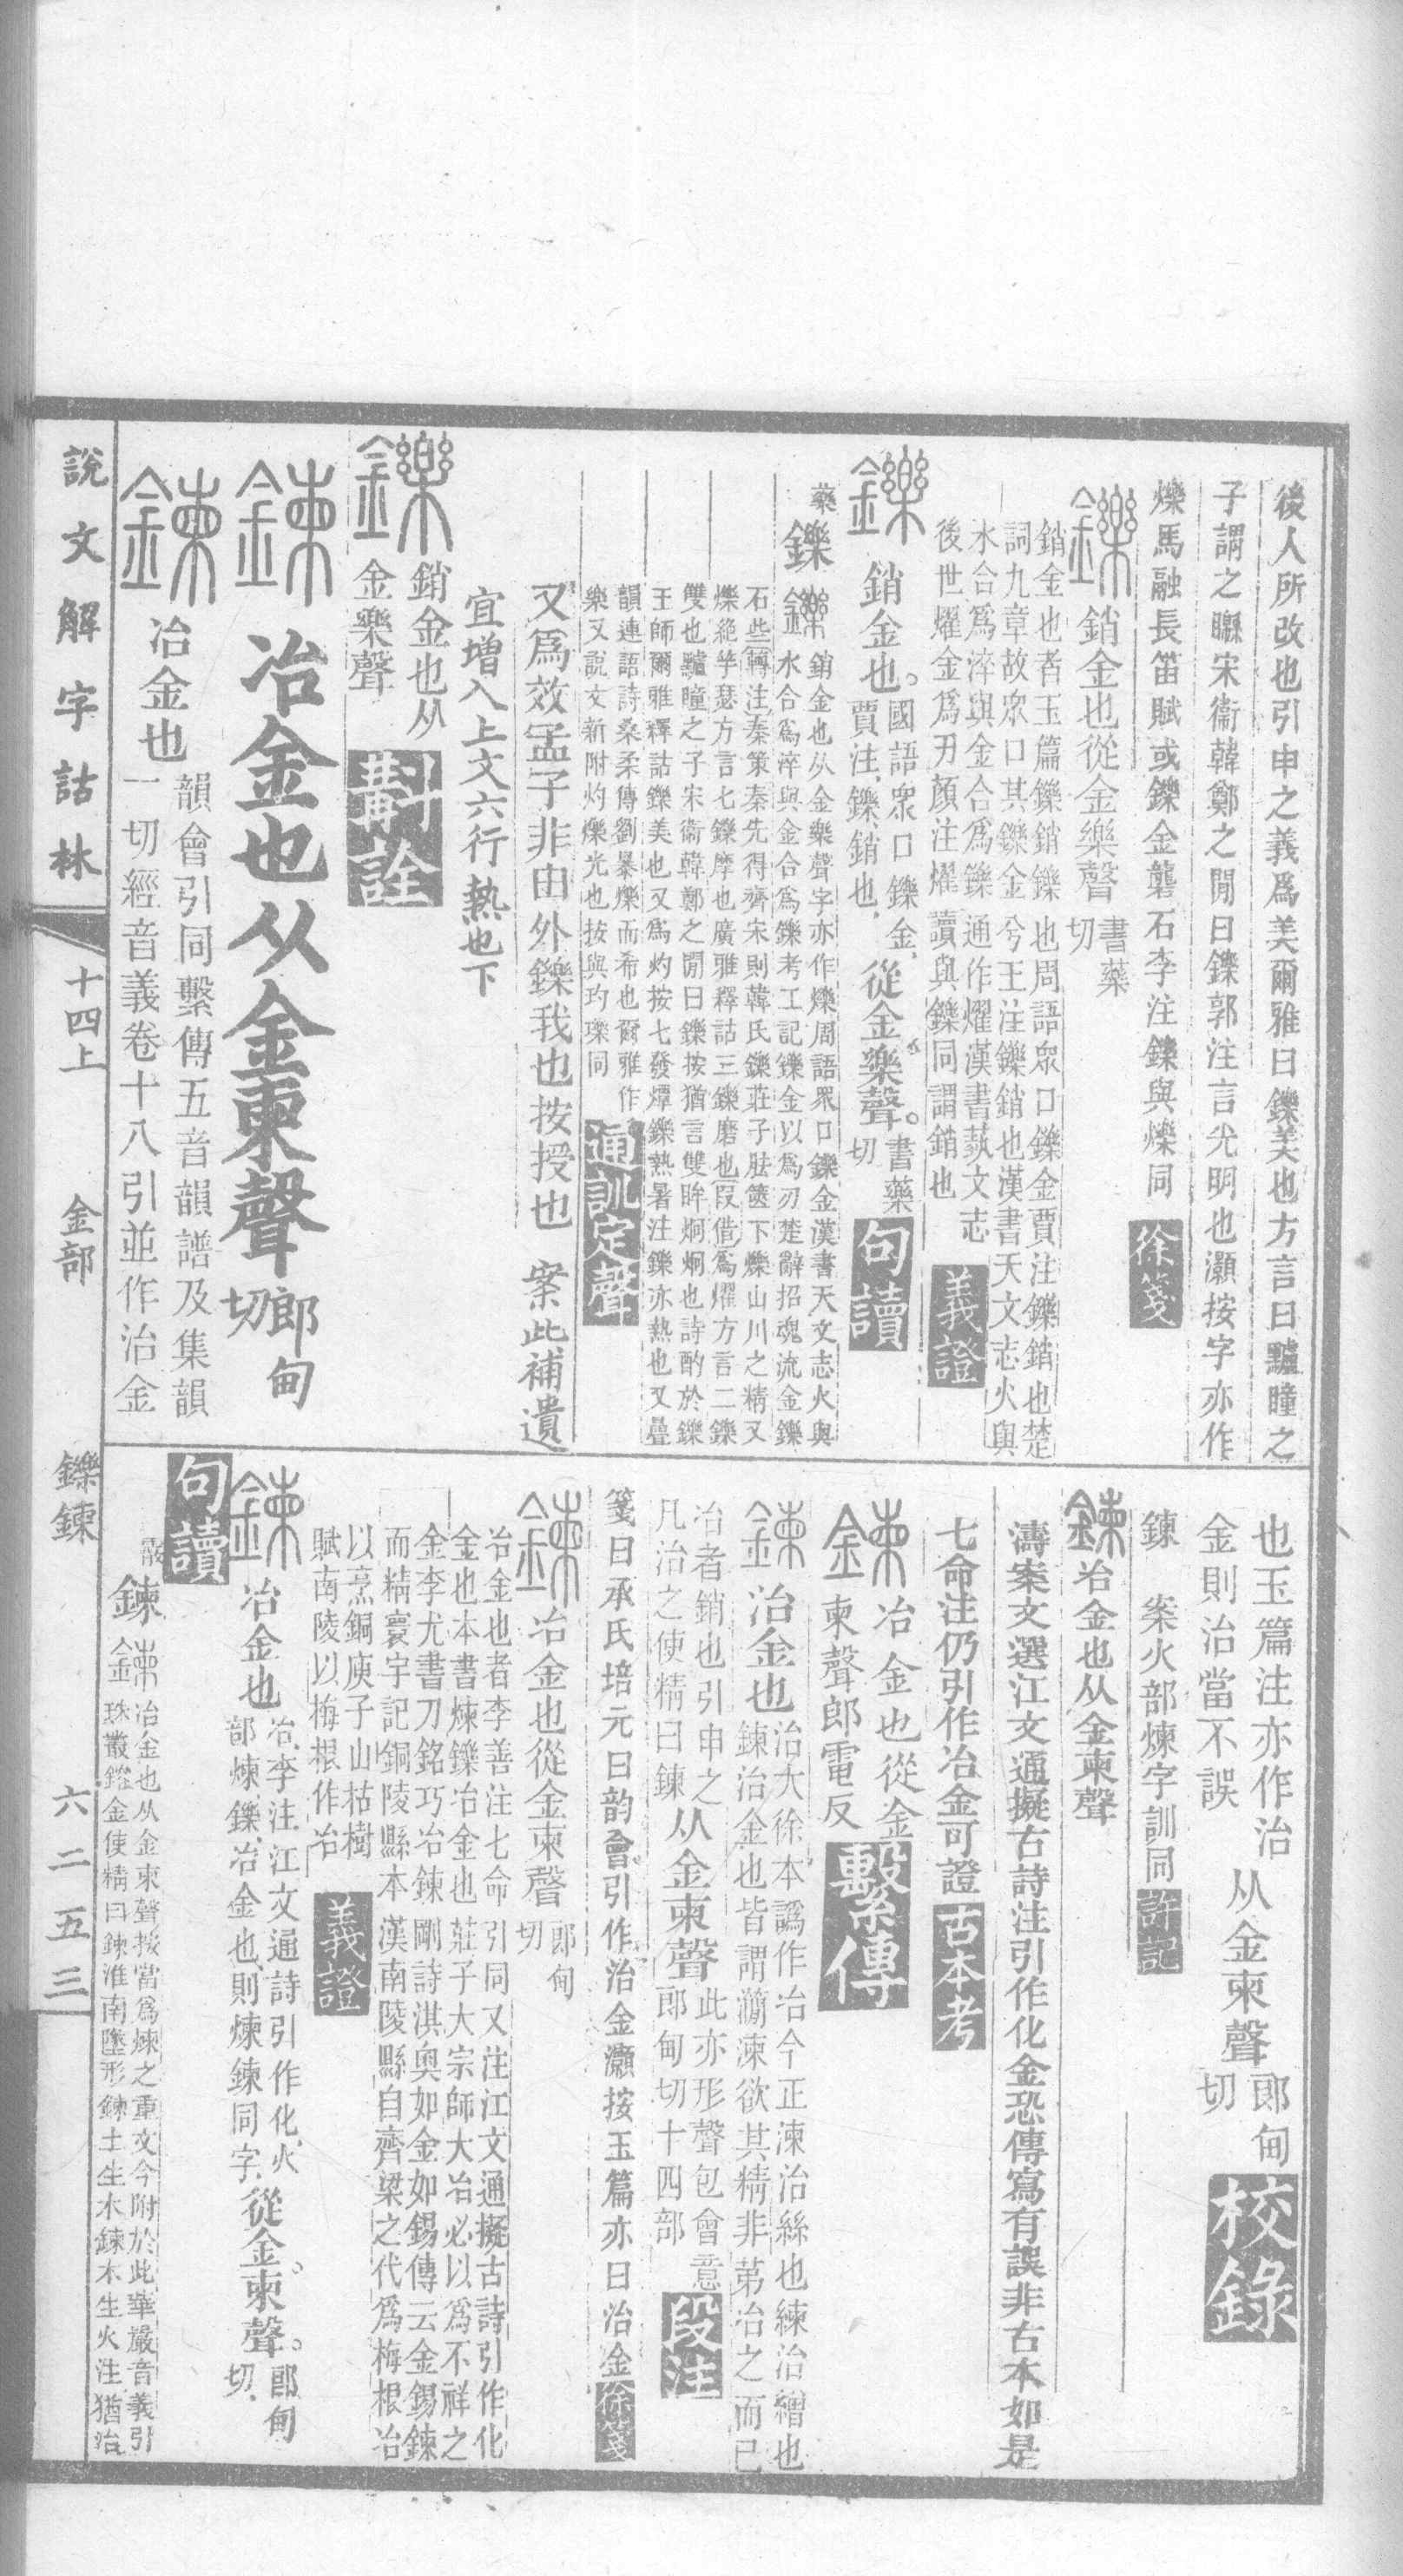 後人所改也引申之義爲美爾雅曰鑠美也方言曰驢瞳之
子謂之䁙宋衞韓鄭之閒曰鑠郭注言光明也灝按字亦作
爍馬融長笛賦或鑠金礱石李注鑠與爍同
徐箋
鑠
銷金也從金樂聲
書藥
切
銷金也者玉篇鑠銷鑠也周語眾口鑠金賈注鑠銷也楚
詞九章故眾口其鑠金兮王注鑠銷也漢書天文志火與
水合爲淬與金合爲鑠通作燿漢書蓺文志
後世燿金爲刃顏注燿讀與鑠同謂銷也
義證
鑠
銷金也。
國語眾口鑠金、
賈注、鑠、銷也、
從金樂聲。
書藥
切
句讀
藥
鑠
鑠
銷金也从金樂聲字亦作爍周語眾口鑠金漢書天文志火與
水合爲淬與金合爲鑠考工記鑠金以爲刃楚辭招魂流金鑠
石些轉注秦策秦先得齊宋則韓氏鑠莊子胠篋下爍山川之精又
爍絶竽瑟方言七鑠摩也廣雅釋詁三鑠磨也叚借爲燿方言二鑠
雙也驢瞳之子宋衞韓鄭之閒曰鑠按猶言雙眸炯炯也詩酌於鑠
王師爾雅釋詁鑠美也又爲灼按七發燂鑠熱暑注鑠亦熱也又疊
韻連語詩桑柔傳劉暴爍而希也爾雅作
樂又說文新附灼爍光也按與玓瓅同
通訓定聲
又爲效孟子非由外鑠我也按授也 案此補遺
宜增入上文六行熱也下
鑠
銷金也从
金樂聲
斠詮
鍊
冶金也从金柬聲
郎甸
切
鍊
冶金也
韻會引同繫傳五音韻譜及集韻
一切經音義卷十八引並作治金
也玉篇注亦作治
金則治當不誤
从金柬聲
郎甸
切
校錄
鍊 案火部煉字訓同
許記
鍊
冶金也从金柬聲
濤案文選江文通擬古詩注引作化金恐傳寫有誤非古本如是
七命注仍引作冶金可證
古本考
鍊
冶金也從金
柬聲郎電反
繫傳
鍊
治金也
治大徐本譌作冶今正湅治絲也練治繒也
鍊治金也皆謂瀰湅欲其精非第冶之而已
冶者銷也引申之
凡治之使精曰鍊
从金柬聲
此亦形聲包會意
郎甸切十四部
段注
箋曰承氏培元曰韵會引作治金灝按玉篇亦曰治金
徐箋
鍊
冶金也從金柬聲
郎甸
切
冶金也者李善注七命引同又注江文通擬古詩引作化
金也本書煉鑠冶金也莊子大宗師大冶必以爲不祥之
金李尤書刀銘巧冶鍊剛詩淇奧如金如錫傳云金錫鍊
而精寰宇記銅陵縣本漢南陵縣自齊梁之代爲梅根冶
以烹銅庾子山枯樹
賦南陵以梅根作冶
義證
鍊
冶金也
冶、李注江文通詩引作化、火
部煉、鑠冶金也、則煉鍊同字、
從金柬聲。
郎甸
切、
句讀
霰
鍊
鍊
冶金也从金柬聲按當爲煉之重文今附於此華嚴音義引
珠叢鎔金使精曰鍊淮南墬形鍊土生木鍊木生火注猶治
說文解字詁林
十四上
金部
鑠鍊
六二五三